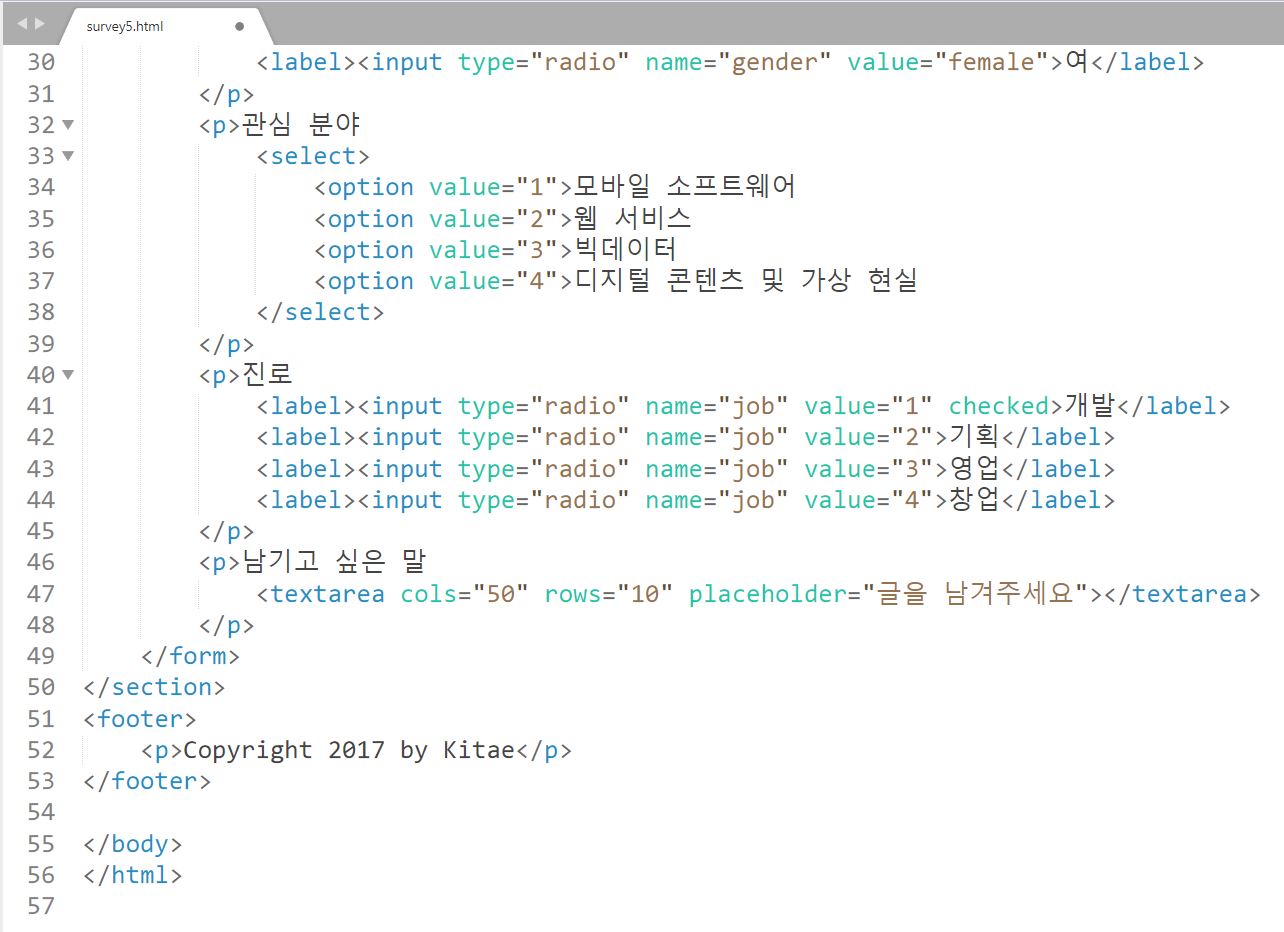 survey5.html
30 <label><input type="radio" name="gender" value="female">여</label>
31 </p>
32 <p>관심 분야
33 <select>
34 <option value="1">모바일 소프트웨어
35 <option value="2">웹 서비스
36 <option value="3">빅데이터
37 <option value="4">디지털 콘텐츠 및 가상 현실
38 </select>
39 </p>
40 <p>진로
41 <label><input type="radio" name="job" value="1" checked>개발</label>
42 <label><input type="radio" name="job" value="2">기획</label>
43 <label><input type="radio" name="job" value="3">영업</label>
44 <label><input type="radio" name="job" value="4">창업</label>
45 </p>
46 <p>남기고 싶은 말
47 <textarea cols="50" rows="10" placeholder="글을 남겨주세요"></textarea>
48 </p>
49 </form>
50 </section>
51 <footer>
52 <p>Copyright 2017 by Kitae</p>
53 </footer>
54
55 </body>
56 </html>
57